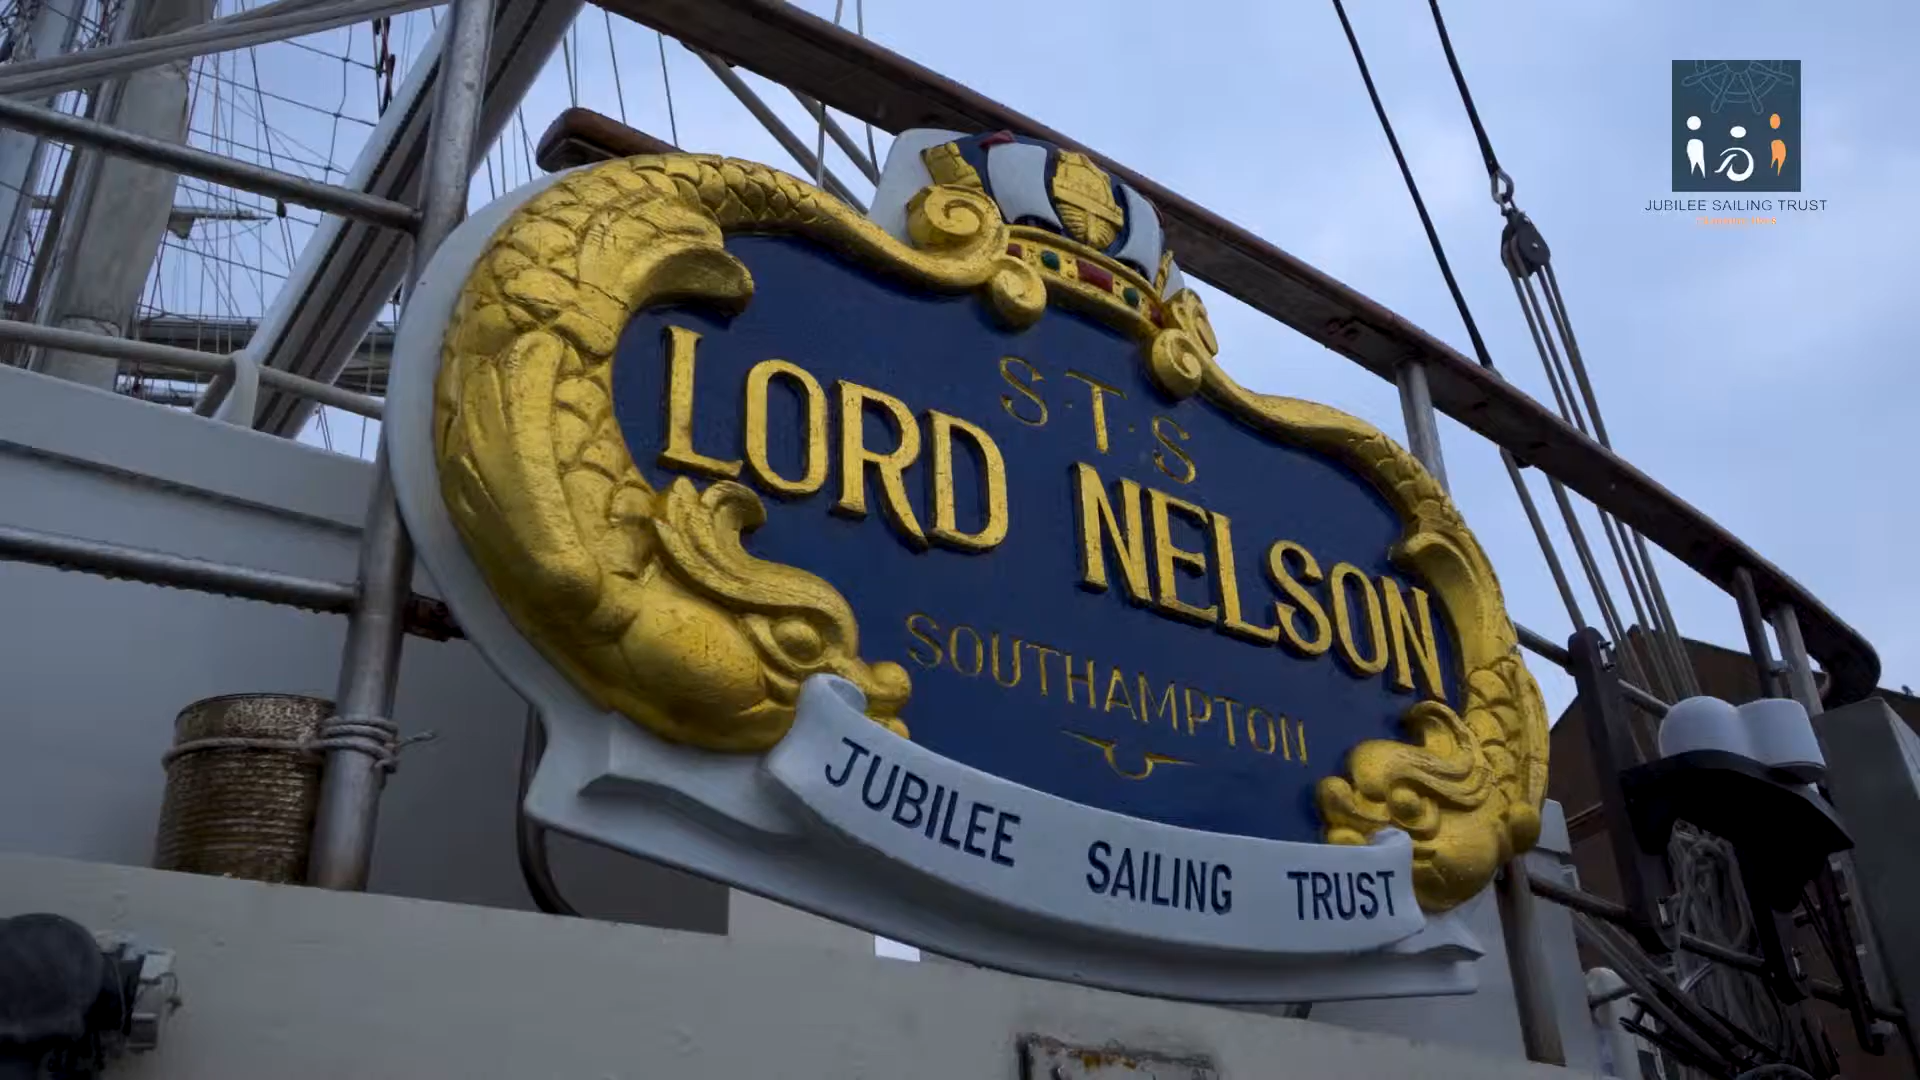 S·T·S
LORD NELSON
SOUTHAMPTON
JUBILEE SAILING TRUST
JUBILEE SAILING TRUST